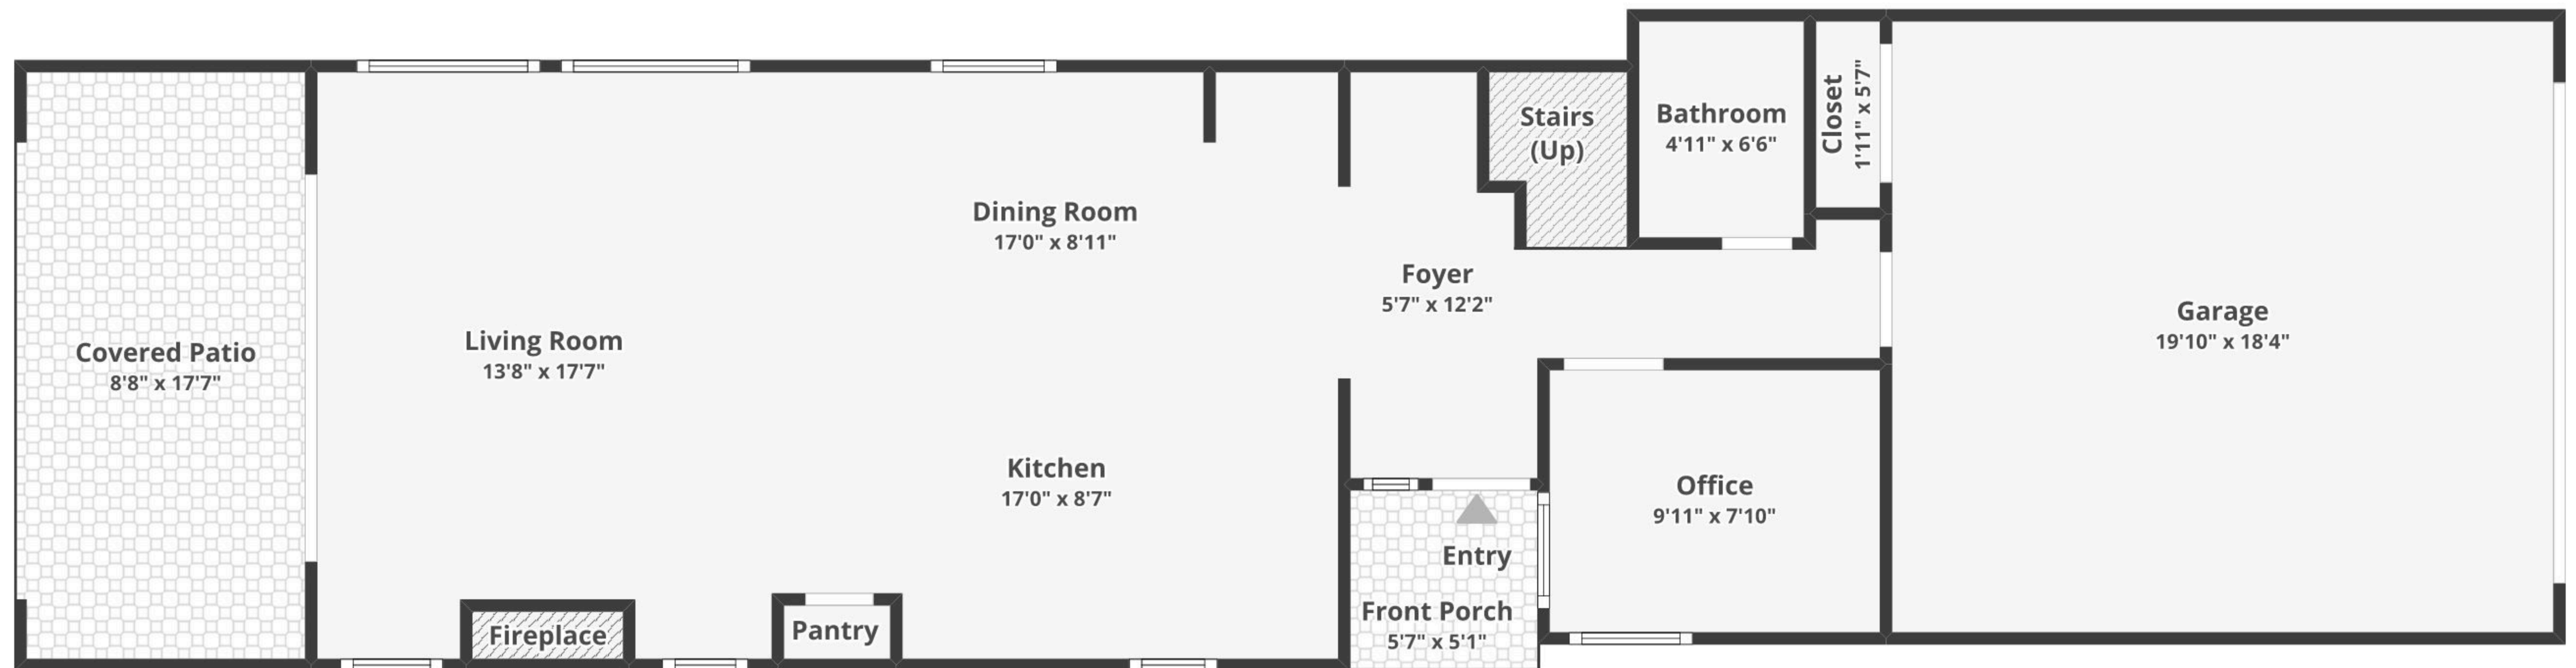 Covered Patio
8'8" x 17'7"
Living Room
13'8" x 17'7"
Fireplace
Pantry
Dining Room
17'0" x 8'11"
Kitchen
17'0" x 8'7"
Foyer
5'7" x 12'2"
Stairs
(Up)
Bathroom
4'11" x 6'6"
Closet
1'11" x 5'7"
Entry
Front Porch
5'7" x 5'1"
Office
9'11" x 7'10"
Garage
19'10" x 18'4"